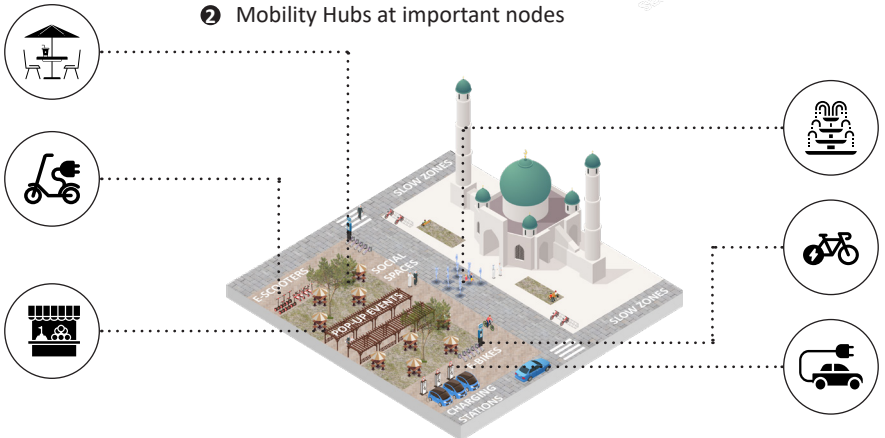 ❷ Mobility Hubs at important nodes
SLOW ZONES
E-SCOOTERS
SOCIAL
SPACES
POP-UP EVENTS
SLOW ZONES
BIKES
CHARGING
STATIONS